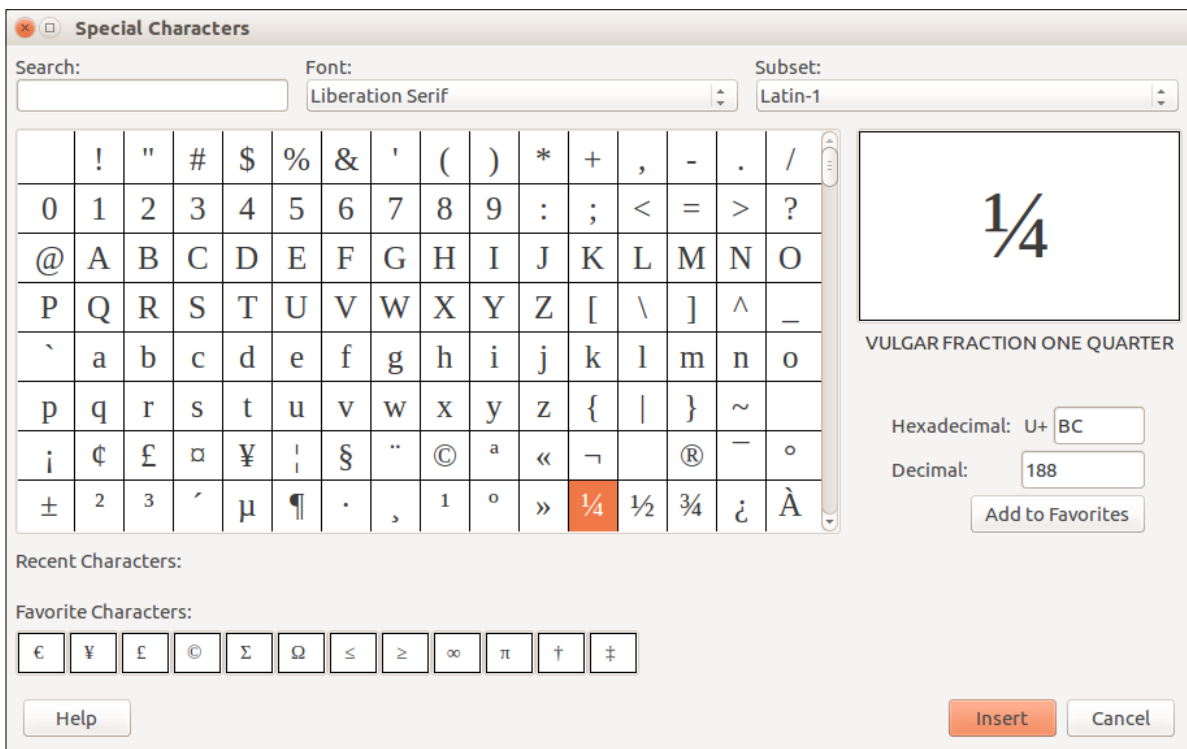 Special Characters
Search: Font: Subset:
Liberation Serif Latin-1
! " # $ % & ' ( ) * + , - . /
0 1 2 3 4 5 6 7 8 9 : ; < = > ?
@ A B C D E F G H I J K L M N O
P Q R S T U V W X Y Z [ \ ] ^ _
` a b c d e f g h i j k l m n o
p q r s t u v w x y z { | } ~
¡ ¢ £ ¤ ¥ ¦ § ¨ © ª « ¬ ® ¯ °
± ² ³ ´ µ ¶ · ¸ ¹ º » ¼ ½ ¾ ¿ À
¼
VULGAR FRACTION ONE QUARTER
Hexadecimal: U+ BC
Decimal: 188
Add to Favorites
Recent Characters:
Favorite Characters:
€ ¥ £ © Σ Ω ≤ ≥ ∞ π † ‡
Help Insert Cancel